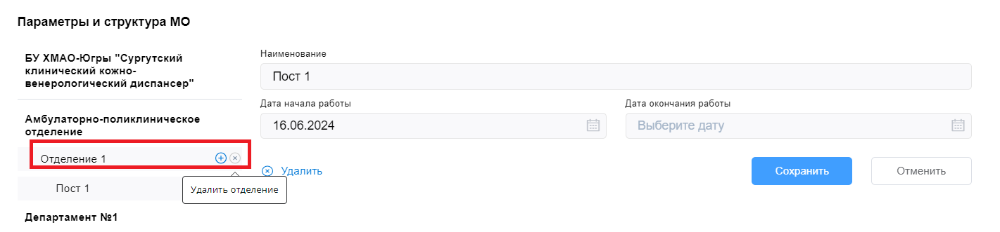 Параметры и структура МО
БУ ХМАО-Югры "Сургутский
клинический кожно-
венерологический диспансер"
Амбулаторно-поликлиническое
отделение
Отделение 1
Удалить отделение
Пост 1
Департамент №1
Наименование
Пост 1
Дата начала работы
16.06.2024
Дата окончания работы
Выберите дату
Удалить
Сохранить
Отменить